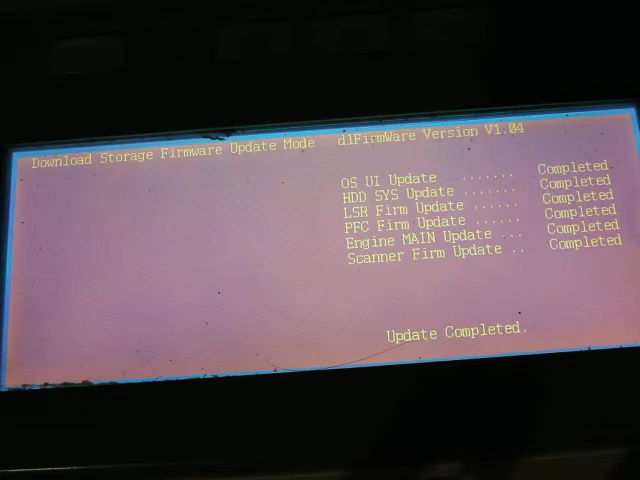 Download Storage Firmware Update Mode dlFirmWare Version V1.04
OS UI Update ......... Completed
HDD SYS Update ....... Completed
LSR Firm Update ...... Completed
PFC Firm Update ...... Completed
Engine MAIN Update ... Completed
Scanner Firm Update .. Completed
Update Completed.